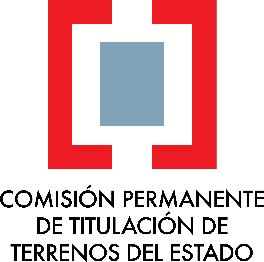 COMISIÓN PERMANENTE
DE TITULACIÓN DE
TERRENOS DEL ESTADO